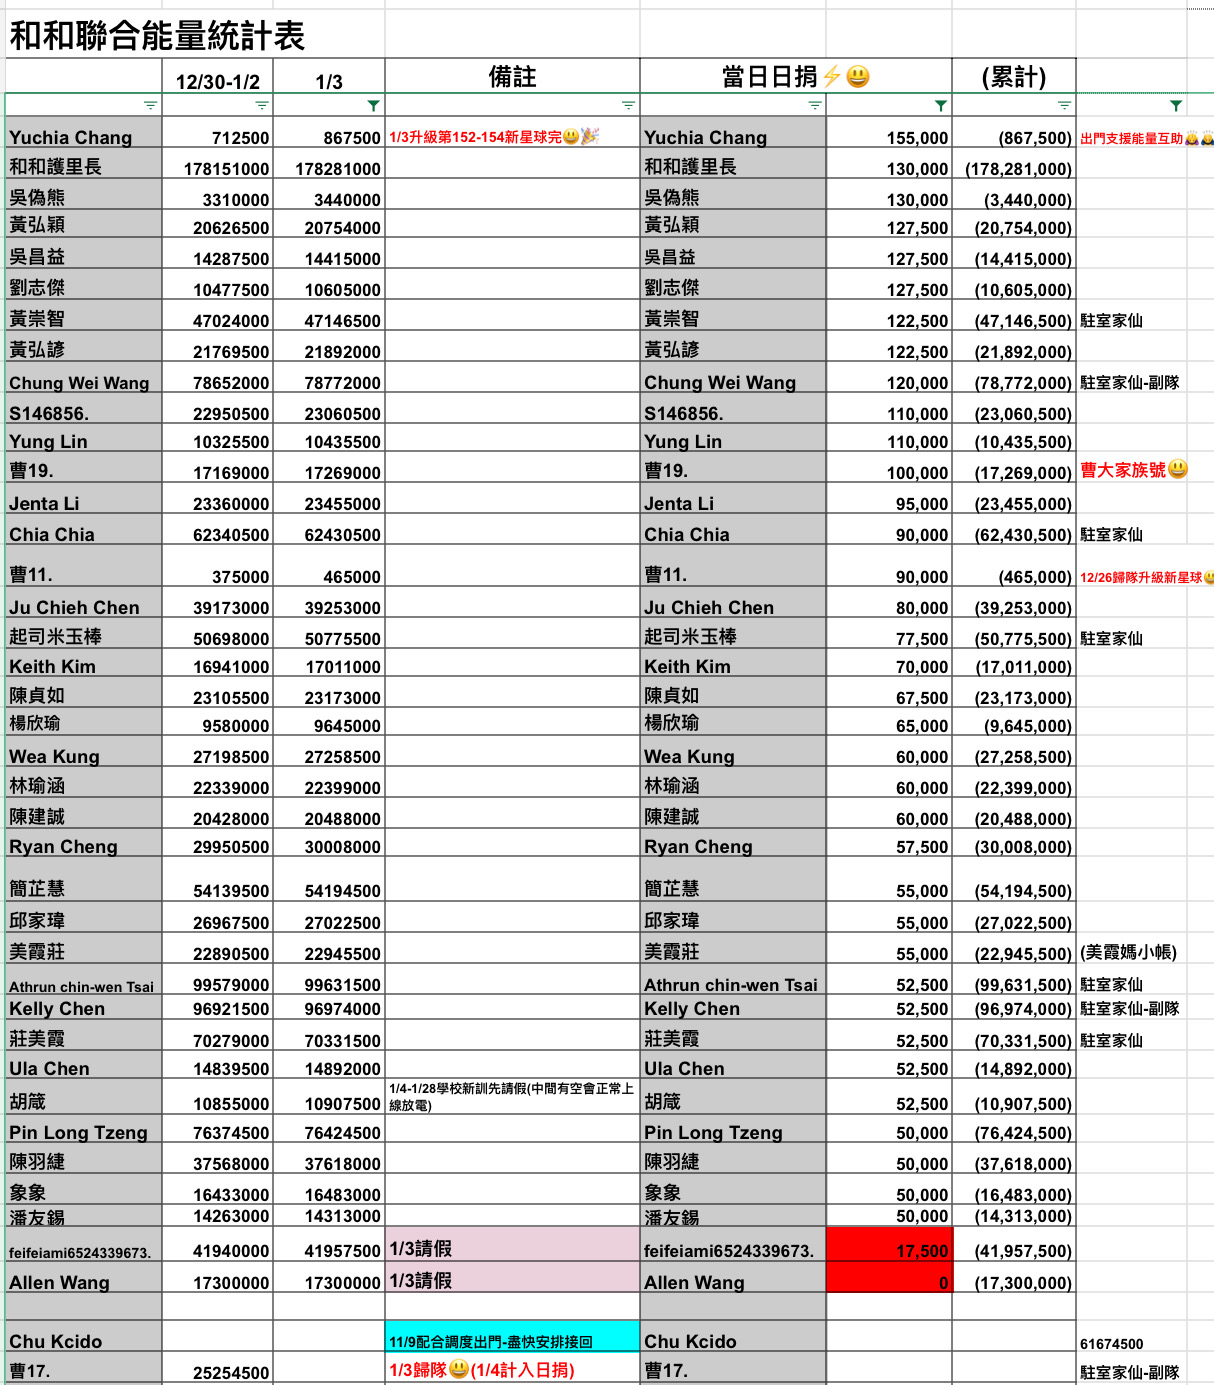 和和聯合能量統計表
12/30-1/2 1/3 備註 當日日捐⚡😃 (累計)
Yuchia Chang 712500 867500 1/3升級第152-154新星球完😃🎉 Yuchia Chang 155,000 (867,500) 出門支援能量互助🙇🙇
和和護里長 178151000 178281000 和和護里長 130,000 (178,281,000)
吳偽熊 3310000 3440000 吳偽熊 130,000 (3,440,000)
黃弘穎 20626500 20754000 黃弘穎 127,500 (20,754,000)
吳昌益 14287500 14415000 吳昌益 127,500 (14,415,000)
劉志傑 10477500 10605000 劉志傑 127,500 (10,605,000)
黃崇智 47024000 47146500 黃崇智 122,500 (47,146,500) 駐室家仙
黃弘諺 21769500 21892000 黃弘諺 122,500 (21,892,000)
Chung Wei Wang 78652000 78772000 Chung Wei Wang 120,000 (78,772,000) 駐室家仙-副隊
S146856. 22950500 23060500 S146856. 110,000 (23,060,500)
Yung Lin 10325500 10435500 Yung Lin 110,000 (10,435,500)
曹19. 17169000 17269000 曹19. 100,000 (17,269,000) 曹大家族號😃
Jenta Li 23360000 23455000 Jenta Li 95,000 (23,455,000)
Chia Chia 62340500 62430500 Chia Chia 90,000 (62,430,500) 駐室家仙
曹11. 375000 465000 曹11. 90,000 (465,000) 12/26歸隊升級新星球😃
Ju Chieh Chen 39173000 39253000 Ju Chieh Chen 80,000 (39,253,000)
起司米玉棒 50698000 50775500 起司米玉棒 77,500 (50,775,500) 駐室家仙
Keith Kim 16941000 17011000 Keith Kim 70,000 (17,011,000)
陳貞如 23105500 23173000 陳貞如 67,500 (23,173,000)
楊欣瑜 9580000 9645000 楊欣瑜 65,000 (9,645,000)
Wea Kung 27198500 27258500 Wea Kung 60,000 (27,258,500)
林瑜涵 22339000 22399000 林瑜涵 60,000 (22,399,000)
陳建誠 20428000 20488000 陳建誠 60,000 (20,488,000)
Ryan Cheng 29950500 30008000 Ryan Cheng 57,500 (30,008,000)
簡芷慧 54139500 54194500 簡芷慧 55,000 (54,194,500)
邱家瑋 26967500 27022500 邱家瑋 55,000 (27,022,500)
美霞莊 22890500 22945500 美霞莊 55,000 (22,945,500) (美霞媽小帳)
Athrun chin-wen Tsai 99579000 99631500 Athrun chin-wen Tsai 52,500 (99,631,500) 駐室家仙
Kelly Chen 96921500 96974000 Kelly Chen 52,500 (96,974,000) 駐室家仙-副隊
莊美霞 70279000 70331500 莊美霞 52,500 (70,331,500) 駐室家仙
Ula Chen 14839500 14892000 Ula Chen 52,500 (14,892,000)
胡箴 10855000 10907500 1/4-1/28學校新訓先請假(中間有空會正常上
線放電) 胡箴 52,500 (10,907,500)
Pin Long Tzeng 76374500 76424500 Pin Long Tzeng 50,000 (76,424,500)
陳羽緁 37568000 37618000 陳羽緁 50,000 (37,618,000)
象象 16433000 16483000 象象 50,000 (16,483,000)
潘友錫 14263000 14313000 潘友錫 50,000 (14,313,000)
feifeiami6524339673. 41940000 41957500 1/3請假 feifeiami6524339673. 17,500 (41,957,500)
Allen Wang 17300000 17300000 1/3請假 Allen Wang 0 (17,300,000)
Chu Kcido 11/9配合調度出門-盡快安排接回 Chu Kcido 61674500
曹17. 25254500 1/3歸隊😃(1/4計入日捐) 曹17. 駐室家仙-副隊